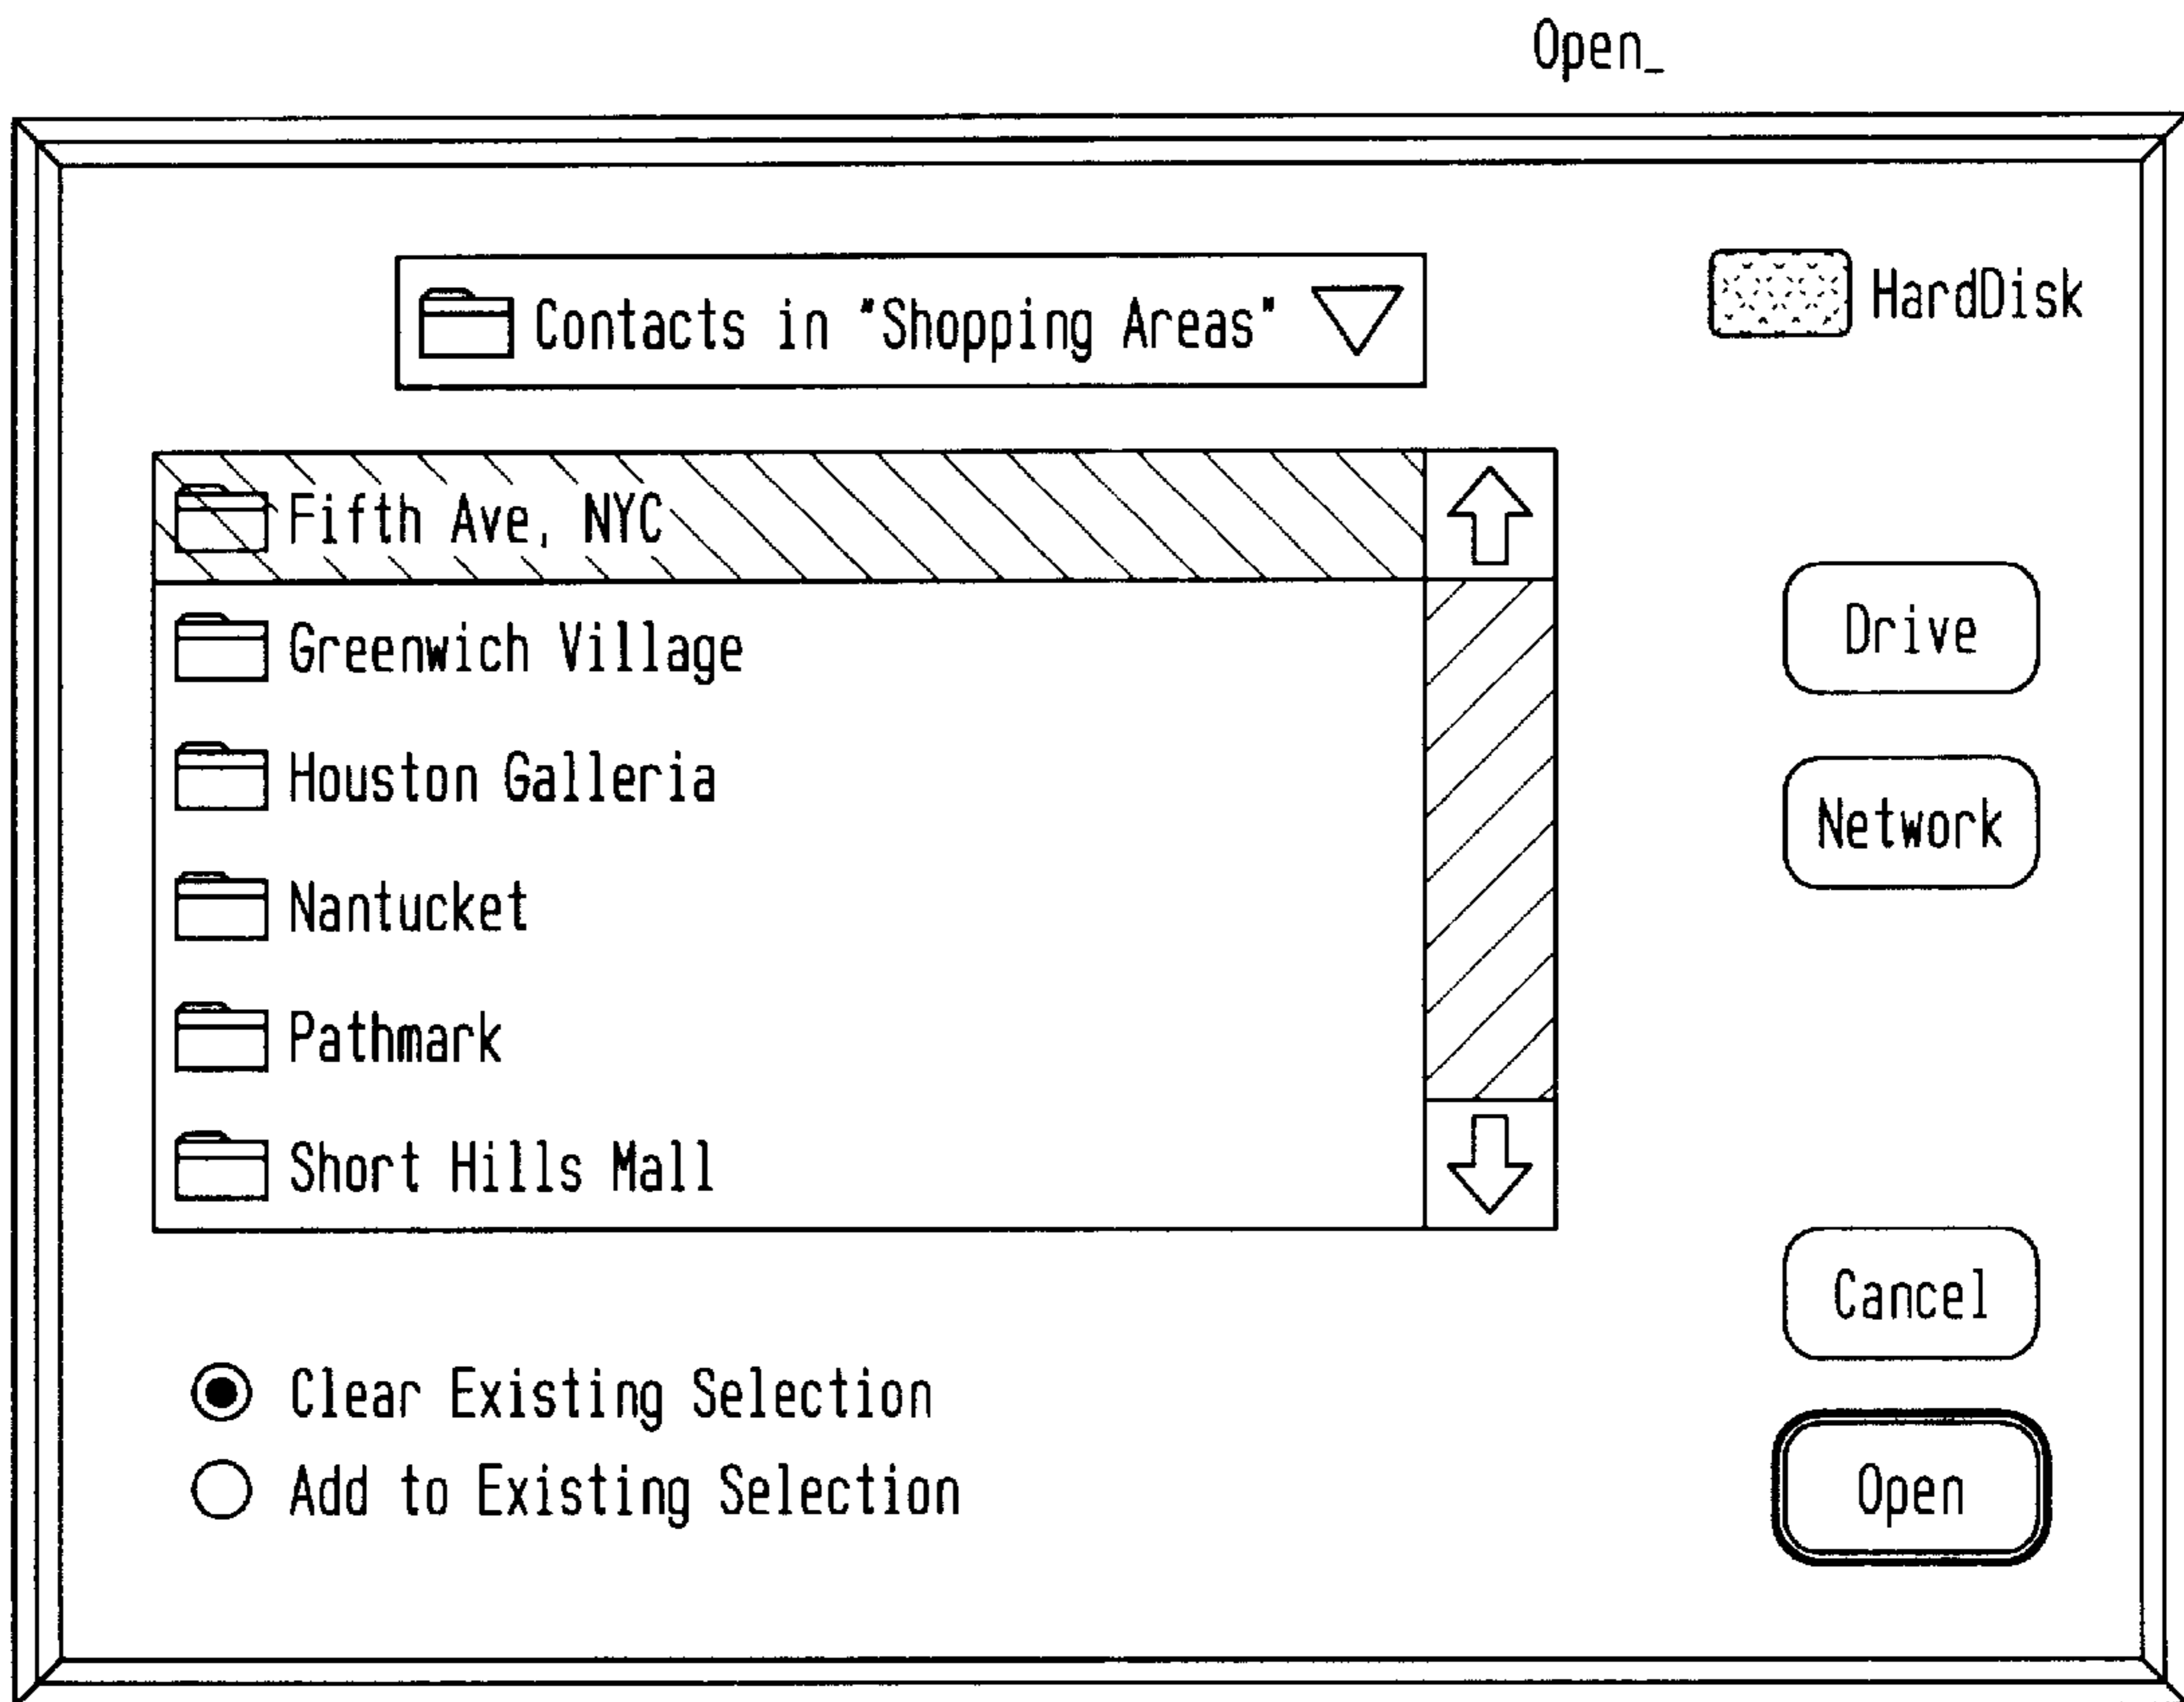 Open_
Contacts in "Shopping Areas"
HardDisk
Fifth Ave, NYC
Greenwich Village
Houston Galleria
Nantucket
Pathmark
Short Hills Mall
Drive
Network
Cancel
Open
Clear Existing Selection
Add to Existing Selection